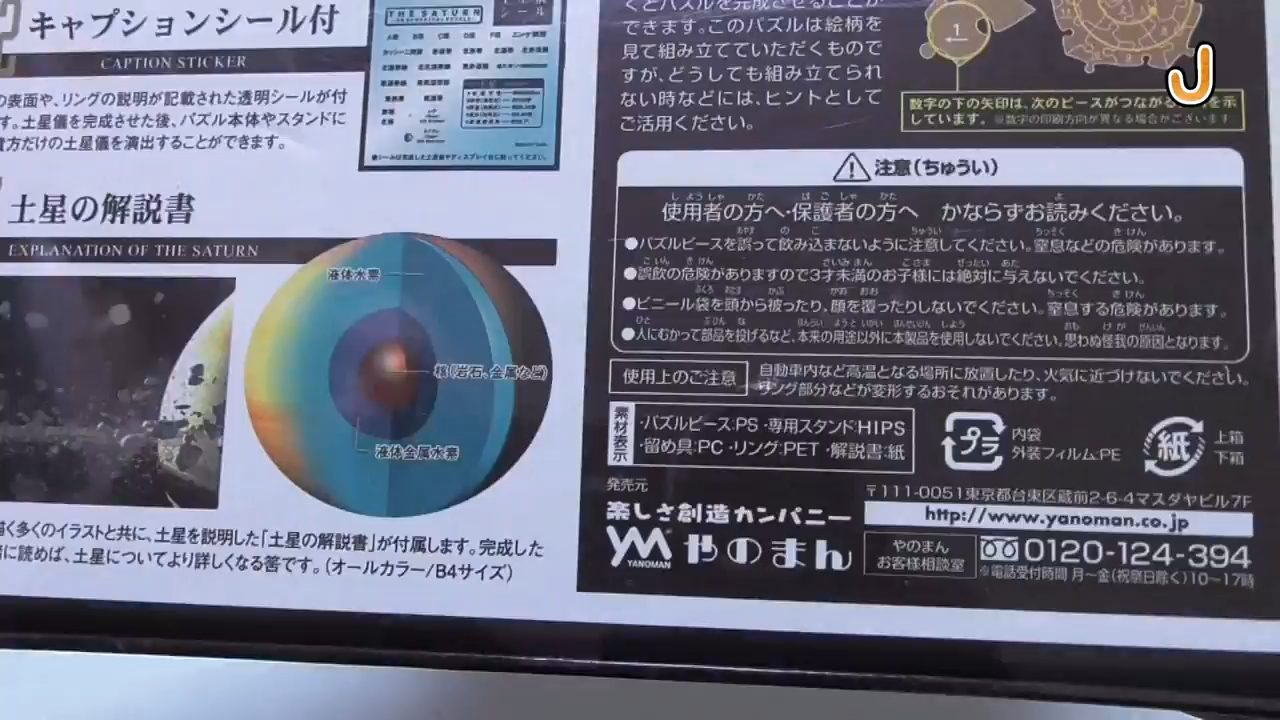 キャプションシール付
CAPTION STICKER
の表面や、リングの説明が記載された透明シールが付
す。土星儀を完成させた後、パズル本体やスタンドに
貴方だけの土星儀を演出することができます。
THE SATURN
土星の解説書
EXPLANATION OF THE SATURN
液体水素
核(岩石、金属など)
液体金属水素
描く多くのイラストと共に、土星を説明した「土星の解説書」が付属します。完成した
に読めば、土星についてより詳しくなる筈です。(オールカラー/B4サイズ)
くとパズルを完成させることが
できます。このパズルは絵柄を
見て組み立てていただくもので
すが、どうしても組み立てられ
ない時などには、ヒントとして
ご活用ください。
1
J
数字の下の矢印は、次のピースがつながる を示
しています。※数字の印刷方向が異なる場合がございます
注意(ちゅうい)
使用者の方へ・保護者の方へ かならずお読みください。
●パズルピースを誤って飲み込まないように注意してください。窒息などの危険があります。
●誤飲の危険がありますので3才未満のお子様には絶対に与えないでください。
●ビニール袋を頭から被ったり、顔を覆ったりしないでください。窒息する危険があります。
●人にむかって部品を投げるなど、本来の用途以外に本製品を使用しないでください。思わぬ怪我の原因となります。
使用上のご注意
自動車内など高温となる場所に放置したり、火気に近づけないでください。
リング部分などが変形するおそれがあります。
素材表示
・パズルピース:PS ・専用スタンド:HIPS
・留め具:PC ・リング:PET ・解説書:紙
プラ
内袋
外装フィルム:PE
紙
上箱
下箱
発売元
楽しさ創造カンパニー
YM YANOMAN やのまん
〒111-0051東京都台東区蔵前2-6-4マスダヤビル7F
http://www.yanoman.co.jp
やのまん
お客様相談室
0120-124-394
※電話受付時間 月〜金(祝祭日除く)10〜17時